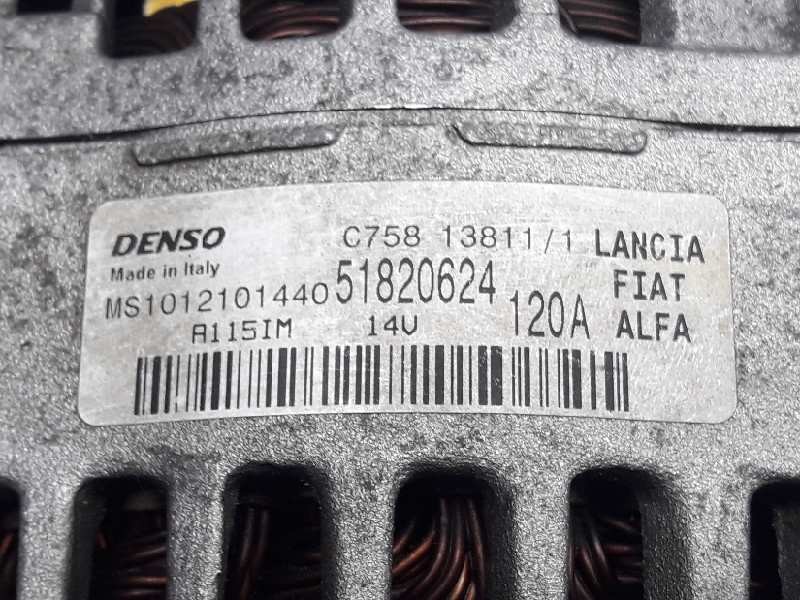 DENSO C758 13811/1 LANCIA
Made in Italy 51820624 FIAT
MS1012101440 120A ALFA
A115IM 14V